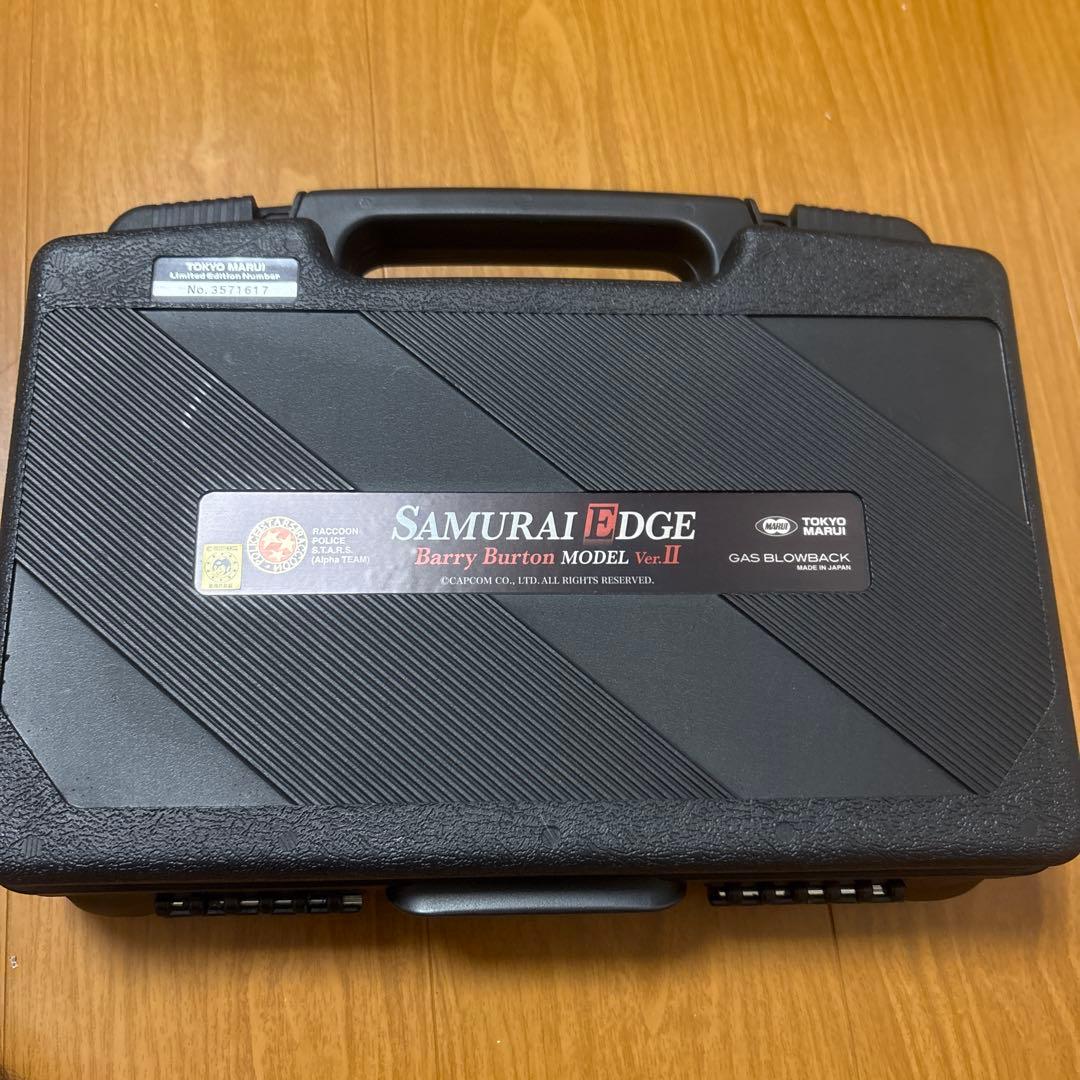 TOKYO MARUI
Limited Edition Number
No. 3571617
RACCOON
POLICE
S.T.A.R.S.
(Alpha TEAM)
SAMURAI EDGE
Barry Burton MODEL Ver.II
©CAPCOM CO., LTD. ALL RIGHTS RESERVED.
MARUI
TOKYO
MARUI
GAS BLOWBACK
MADE IN JAPAN